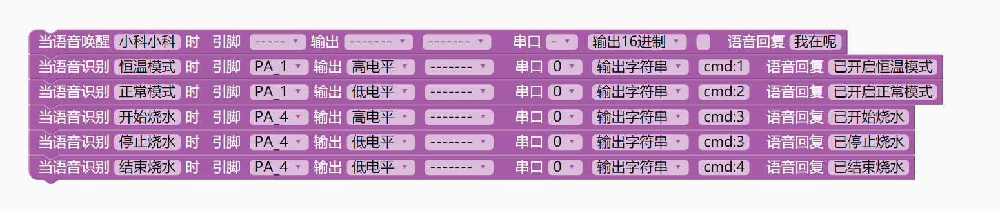 当语音唤醒 小科小科 时 引脚 ----- 输出 ------- ------- 串口 - 输出16进制 语音回复 我在呢
当语音识别 恒温模式 时 引脚 PA_1 输出 高电平 ------- 串口 0 输出字符串 cmd:1 语音回复 已开启恒温模式
当语音识别 正常模式 时 引脚 PA_1 输出 低电平 ------- 串口 0 输出字符串 cmd:2 语音回复 已开启正常模式
当语音识别 开始烧水 时 引脚 PA_4 输出 高电平 ------- 串口 0 输出字符串 cmd:3 语音回复 已开始烧水
当语音识别 停止烧水 时 引脚 PA_4 输出 低电平 ------- 串口 0 输出字符串 cmd:3 语音回复 已停止烧水
当语音识别 结束烧水 时 引脚 PA_4 输出 低电平 ------- 串口 0 输出字符串 cmd:4 语音回复 已结束烧水